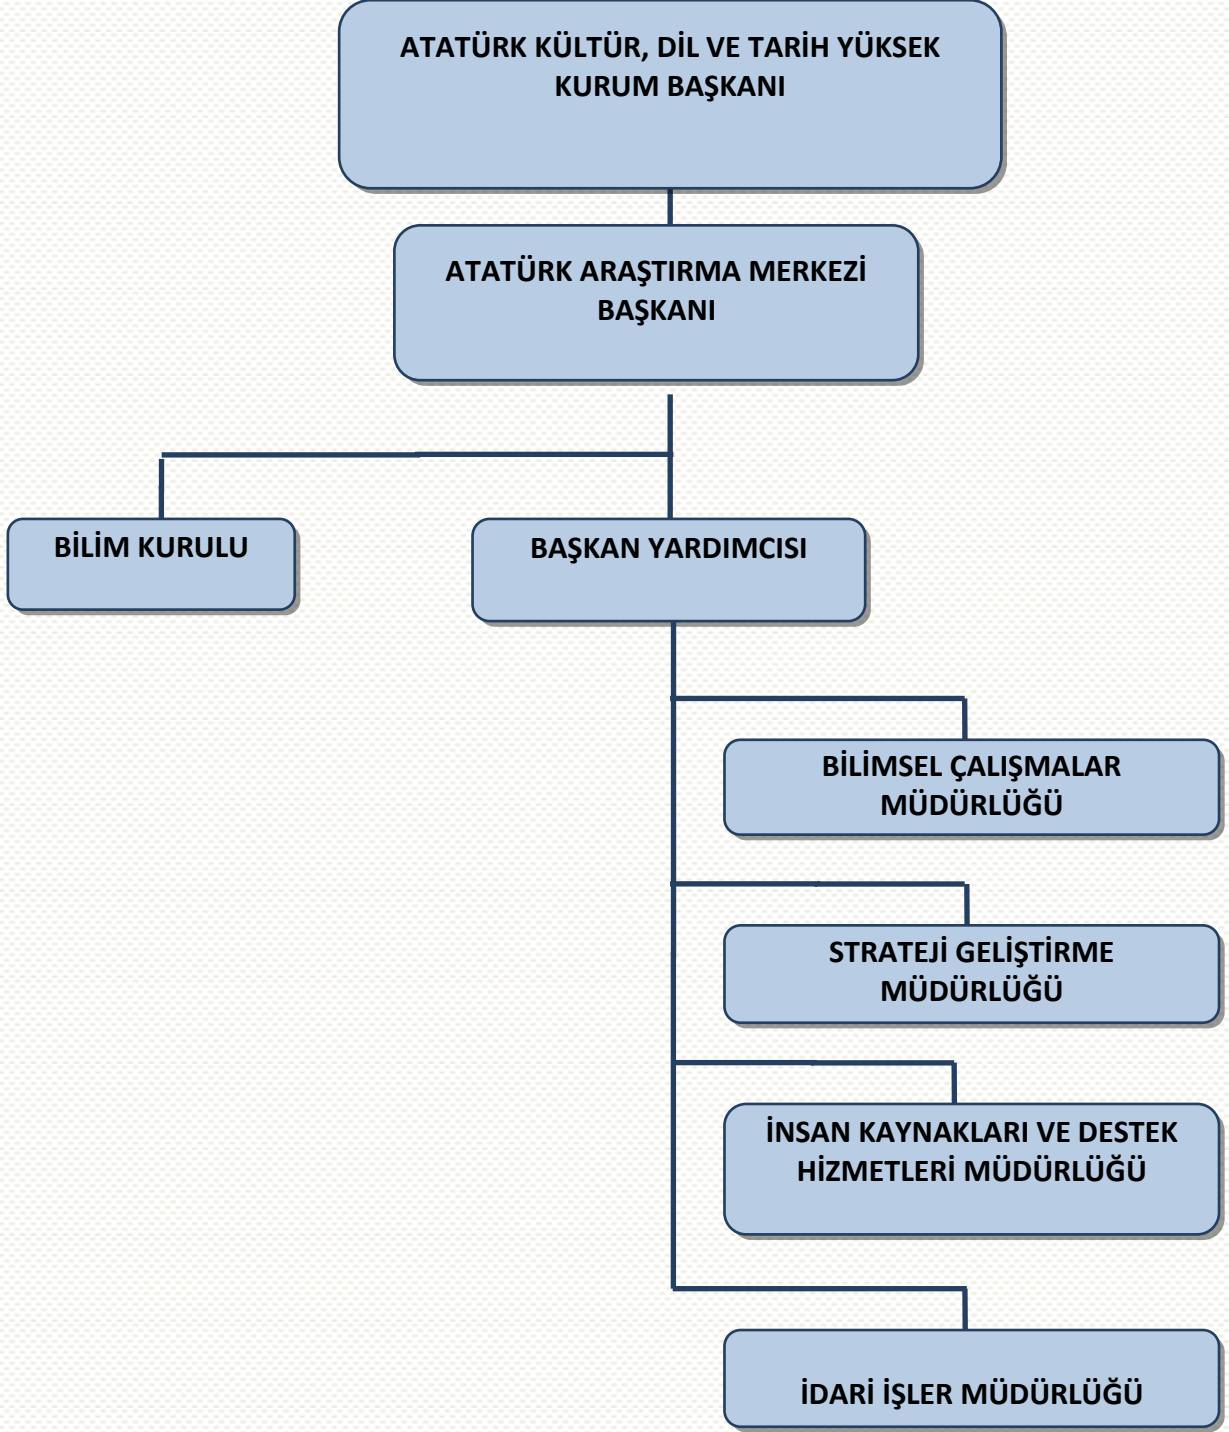 ATATÜRK KÜLTÜR, DİL VE TARİH YÜKSEK
KURUM BAŞKANI
ATATÜRK ARAŞTIRMA MERKEZİ
BAŞKANI
BİLİM KURULU
BAŞKAN YARDIMCISI
BİLİMSEL ÇALIŞMALAR
MÜDÜRLÜĞÜ
STRATEJİ GELİŞTİRME
MÜDÜRLÜĞÜ
İNSAN KAYNAKLARI VE DESTEK
HİZMETLERİ MÜDÜRLÜĞÜ
İDARİ İŞLER MÜDÜRLÜĞÜ